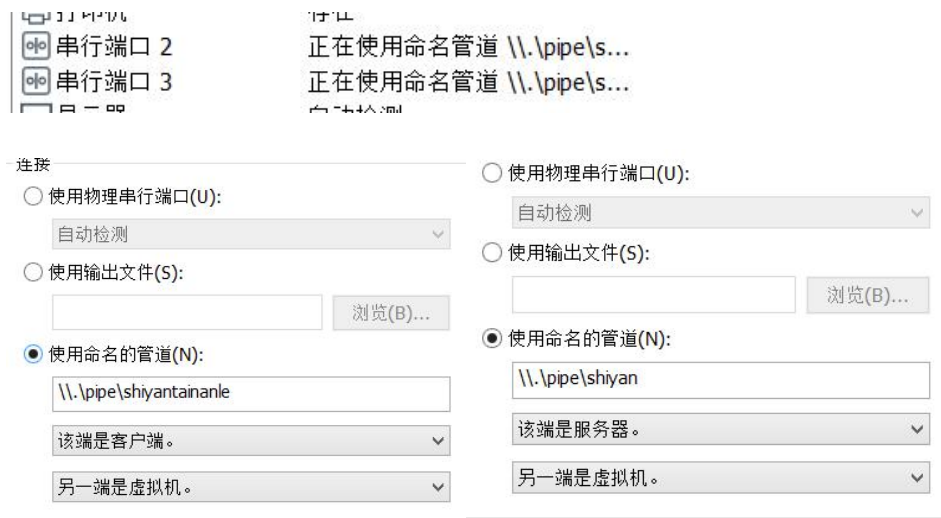 串行端口 2 正在使用命名管道 \\.\pipe\s...
串行端口 3 正在使用命名管道 \\.\pipe\s...
连接
使用物理串行端口(U):
自动检测
使用输出文件(S):
浏览(B)...
使用命名的管道(N):
\\.\pipe\shiyantainanle
该端是客户端。
另一端是虚拟机。
使用物理串行端口(U):
自动检测
使用输出文件(S):
浏览(B)...
使用命名的管道(N):
\\.\pipe\shiyan
该端是服务器。
另一端是虚拟机。